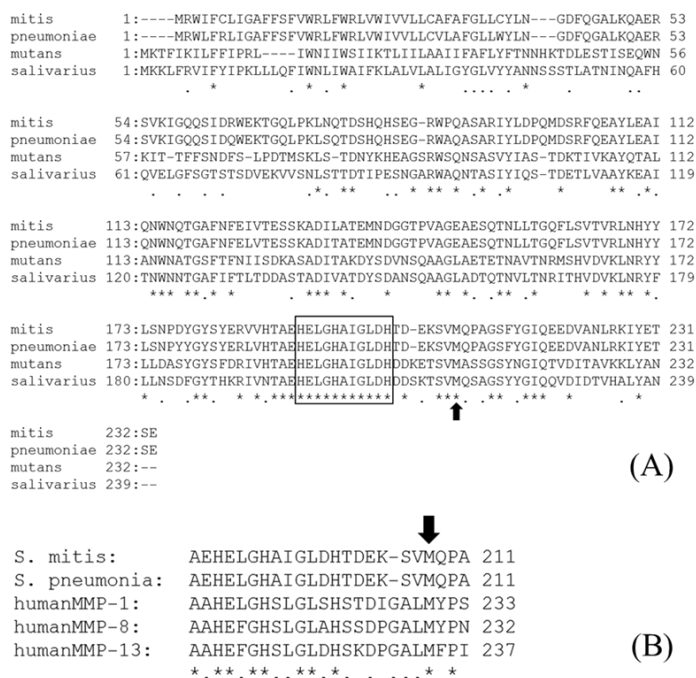 mitis 1:----MRWIFCLIGAFFSFVWRLFWRLVWIVVLLCAFAFGLLCYLN---GDFQGALKQAER 53
pneumoniae 1:----MRWLFRLIGAFFSFVWRLFWRLVWIVVLLCVLAFGLLWYLN---GDFQGALKQAER 53
mutans 1:MKTFIKILFFIPRL----IWNIIWSIIKTLIILAAIIFAFLYFTNNHKTDLESTISEQWN 56
salivarius 1:MKKLFRVIFYIPKLLLQFIWNLIWAIFKLALVLALIGYGLVYYANNSSSTLATNINQAFH 60
. * . * . * * .... . ..
mitis 54:SVKIGQQSIDRWEKTGQLPKLNQTDSHQHSEG-RWPQASARIYLDPQMDSRFQEAYLEAI 112
pneumoniae 54:SVKIGQQSIDQWEKTGQLPKLSQTDSHQHSEG-RWPQASARIYLDPQMDSRFQEAYLEAI 112
mutans 57:KIT-TFFSNDFS-LPDTMSKLS-TDNYKHEAGSRWSQNSASVYIAS-TDKTIVKAYQTAL 112
salivarius 61:QVELGFSGTSTSDVEKVVSNLSTTDTIPESNGARWAQNTASIYIQS-TDETLVAAYKEAI 119
. . . . .*. ** . * ** * .* .*. * . ** *.
mitis 113:QNWNQTGAFNFEIVTESSKADILATEMNDGGTPVAGEAESQTNLLTGQFLSVTVRLNHYY 172
pneumoniae 113:QNWNQTGAFNFELVTESSKADITATEMNDGGTPVAGEAESQTNLLTGQFLSVTVRLNHYY 172
mutans 113:ANWNATGSFTFNIISDKASADITAKDYSDVNSQAAGLAETETNAVTNRMSHVDVKLNRYY 172
salivarius 120:TNWNNTGSFIFTLTDDASTADIVATDYSDANSQAAGLADTQTNVLTNRITHVDVKLNRYF 179
*** **.* * . . *** *.. * ** *..** .*.. * *.**.*.
mitis 173:LSNPDYGYSYERVVHTAEHELGHAIGLDHTD-EKSVMQPAGSFYGIQEEDVANLRKIYET 231
pneumoniae 173:LSNPYYGYSYERVVHTAEHELGHAIGLDHTD-EKSVMQPAGSFYGIQEEDVANLRKIYET 231
mutans 173:LLDASYGYSFDRIVHTAEHELGHAIGLDHDDKETSVMASSGSYNGIQTVDITAVKKLYAN 232
salivarius 180:LLNSDFGYTHKRIVNTAEHELGHAIGLDHDDSKTSVMQSAGSYYGIQQVDIDTVHALYAN 239
mitis 232:SE
pneumoniae 232:SE
mutans 232:--
salivarius 239:--
(A)
S. mitis: AEHELGHAIGLDHTDEK-SVMQPA 211
S. pneumonia: AEHELGHAIGLDHTDEK-SVMQPA 211
humanMMP-1: AAHELGHSLGLSHSTDIGALMYPS 233
humanMMP-8: AAHEFGHSLGLAHSSDPGALMYPN 232
humanMMP-13: AAHEFGHSLGLDHSKDPGALMFPI 237
(B)